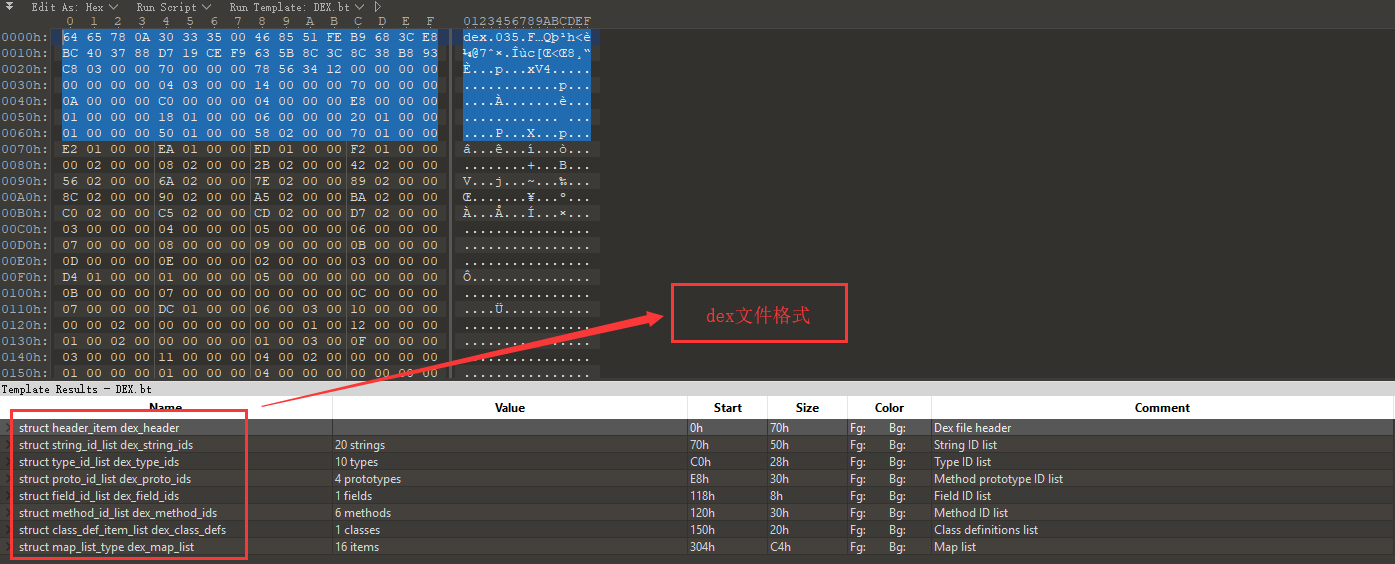 Edit As: Hex Run Script Run Template: DEX.bt
0 1 2 3 4 5 6 7 8 9 A B C D E F 0123456789ABCDEF
0000h: 64 65 78 0A 30 33 35 00 46 85 51 FE B9 68 3C E8 dex.035.F…Qþ¹h<è
0010h: BC 40 37 88 D7 19 CE F9 63 5B 8C 3C 8C 38 B8 93 ¼@7ˆ×.Îùc[Œ<Œ8¸“
0020h: C8 03 00 00 70 00 00 00 78 56 34 12 00 00 00 00 È...p...xV4.....
0030h: 00 00 00 00 04 03 00 00 14 00 00 00 70 00 00 00 ............p...
0040h: 0A 00 00 00 C0 00 00 00 04 00 00 00 E8 00 00 00 ....À.......è...
0050h: 01 00 00 00 18 01 00 00 06 00 00 00 20 01 00 00 ............ ...
0060h: 01 00 00 00 50 01 00 00 58 02 00 00 70 01 00 00 ....P...X...p...
0070h: E2 01 00 00 EA 01 00 00 ED 01 00 00 F2 01 00 00 â...ê...í...ò...
0080h: 00 02 00 00 08 02 00 00 2B 02 00 00 42 02 00 00 ........+...B...
0090h: 56 02 00 00 6A 02 00 00 7E 02 00 00 89 02 00 00 V...j...~...‰...
00A0h: 8C 02 00 00 90 02 00 00 A5 02 00 00 BA 02 00 00 Œ.......¥...º...
00B0h: C0 02 00 00 C5 02 00 00 CD 02 00 00 D7 02 00 00 À...Å...Í...×...
00C0h: 03 00 00 00 04 00 00 00 05 00 00 00 06 00 00 00 ................
00D0h: 07 00 00 00 08 00 00 00 09 00 00 00 0B 00 00 00 ................
00E0h: 0D 00 00 00 0E 00 00 00 02 00 00 00 03 00 00 00 ................
00F0h: D4 01 00 00 01 00 00 00 05 00 00 00 00 00 00 00 Ô...............
0100h: 0B 00 00 00 07 00 00 00 00 00 00 00 0C 00 00 00 ................
0110h: 07 00 00 00 DC 01 00 00 06 00 03 00 10 00 00 00 ....Ü...........
0120h: 00 00 02 00 00 00 00 00 00 00 01 00 12 00 00 00 ................
0130h: 01 00 02 00 00 00 00 00 01 00 03 00 0F 00 00 00 ................
0140h: 03 00 00 00 11 00 00 00 04 00 02 00 00 00 00 00 ................
0150h: 01 00 00 00 01 00 00 00 04 00 00 00 00 00 00 00 ................
dex文件格式
Template Results - DEX.bt
Name Value Start Size Color Comment
struct header_item dex_header 0h 70h Fg: Bg: Dex file header
struct string_id_list dex_string_ids 20 strings 70h 50h Fg: Bg: String ID list
struct type_id_list dex_type_ids 10 types C0h 28h Fg: Bg: Type ID list
struct proto_id_list dex_proto_ids 4 prototypes E8h 30h Fg: Bg: Method prototype ID list
struct field_id_list dex_field_ids 1 fields 118h 8h Fg: Bg: Field ID list
struct method_id_list dex_method_ids 6 methods 120h 30h Fg: Bg: Method ID list
struct class_def_item_list dex_class_defs 1 classes 150h 20h Fg: Bg: Class definitions list
struct map_list_type dex_map_list 16 items 304h C4h Fg: Bg: Map list